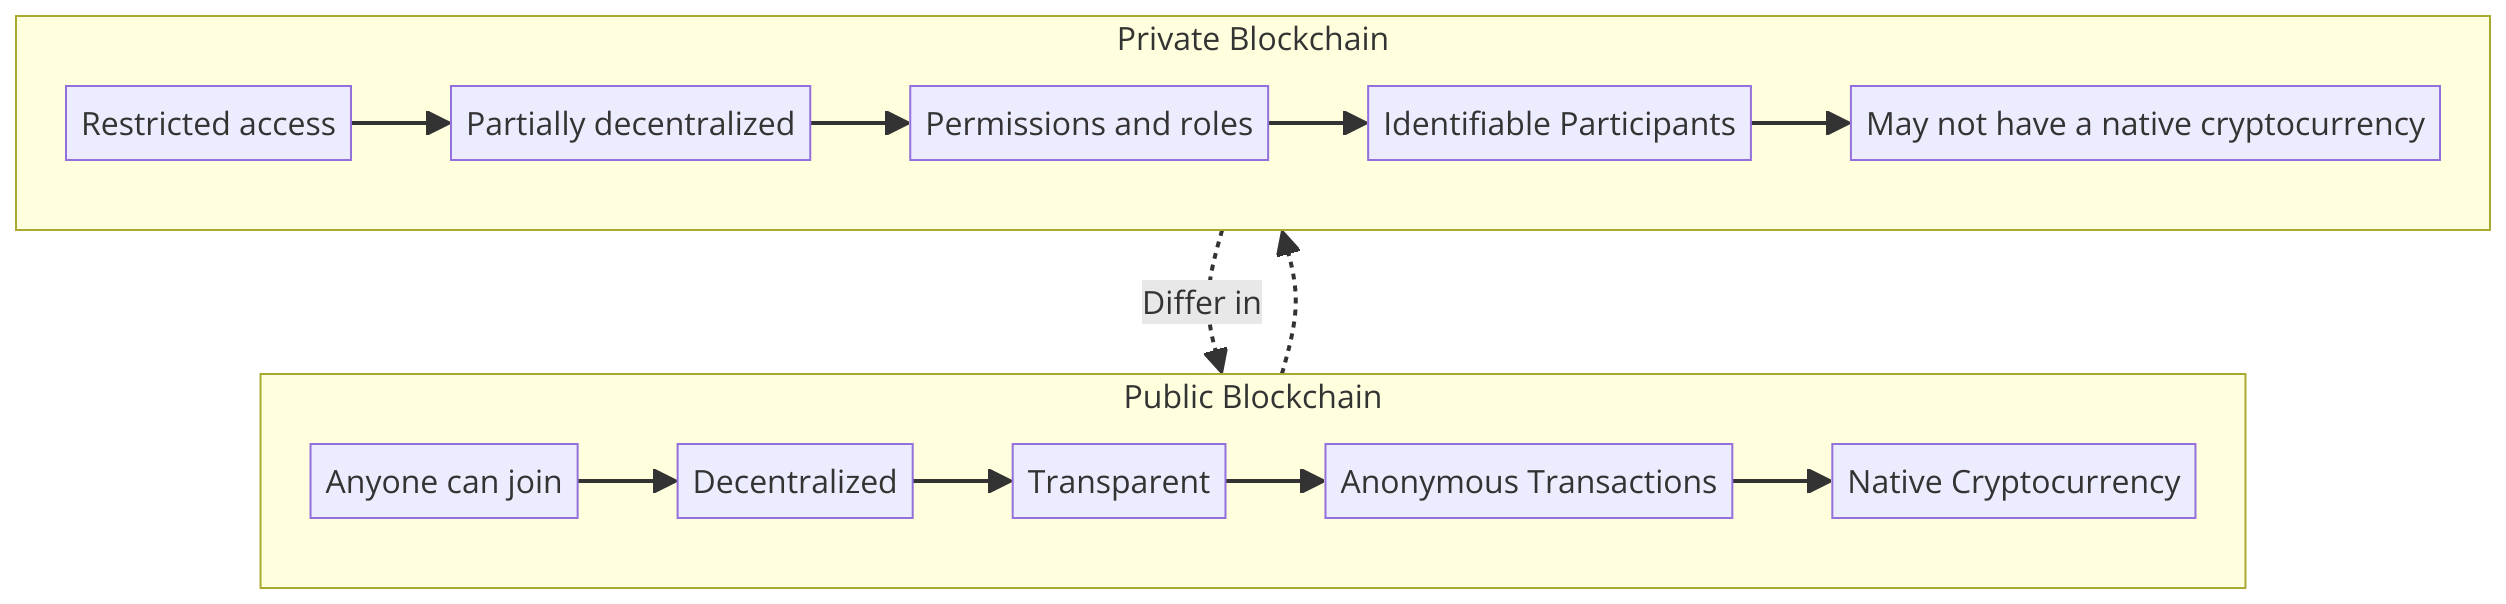 Private Blockchain
Restricted access
Partially decentralized
Permissions and roles
Identifiable Participants
May not have a native cryptocurrency
Differ in
Public Blockchain
Anyone can join
Decentralized
Transparent
Anonymous Transactions
Native Cryptocurrency